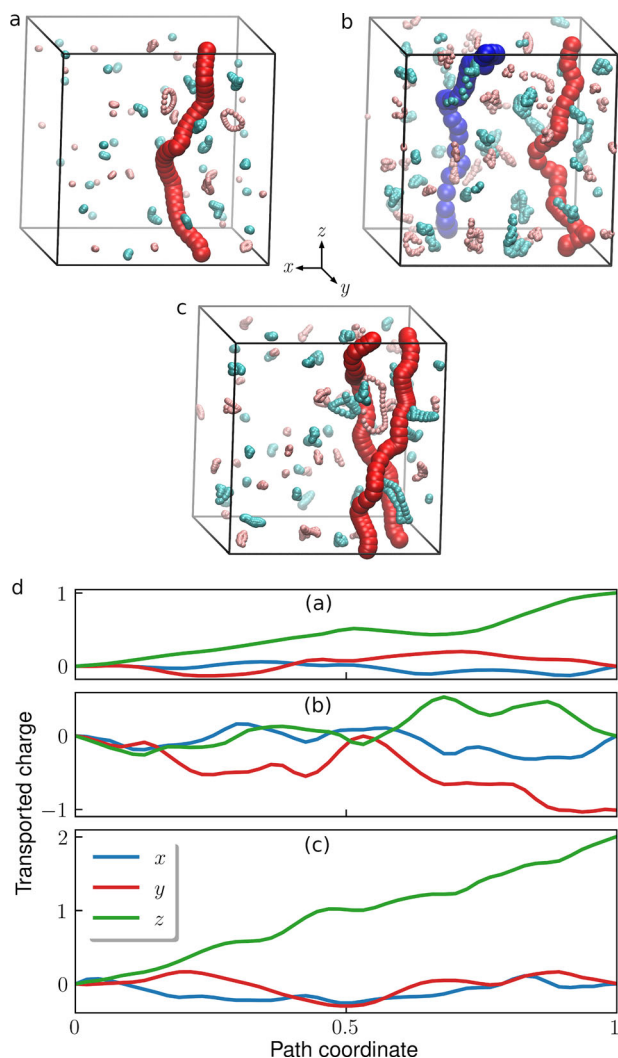 a
b
z
x
y
c
d
1
(a)
0
(b)
0
−1
2
(c)
x
y
1
z
0
Transported charge
0
0.5
1
Path coordinate